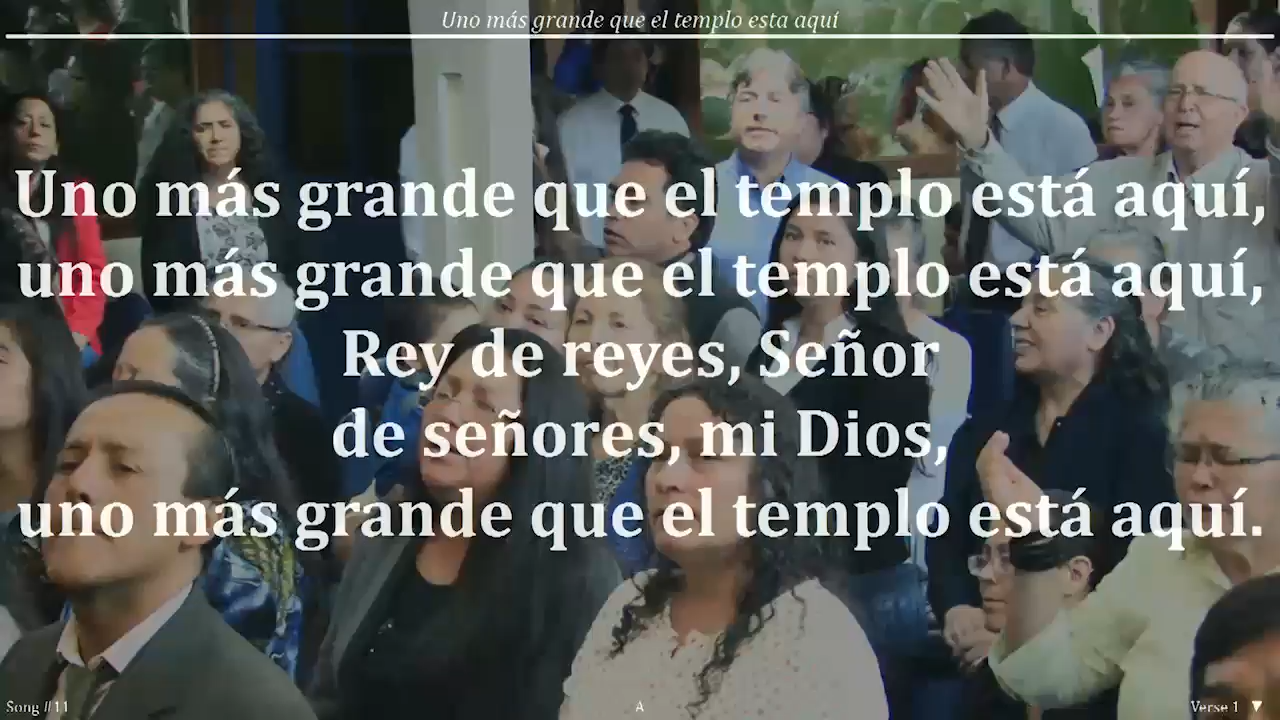 Uno más grande que el templo esta aquí
Uno más grande que el templo está aquí,
uno más grande que el templo está aquí,
Rey de reyes, Señor
de señores, mi Dios,
uno más grande que el templo está aquí.
Song #11 A Verse 1 ▼